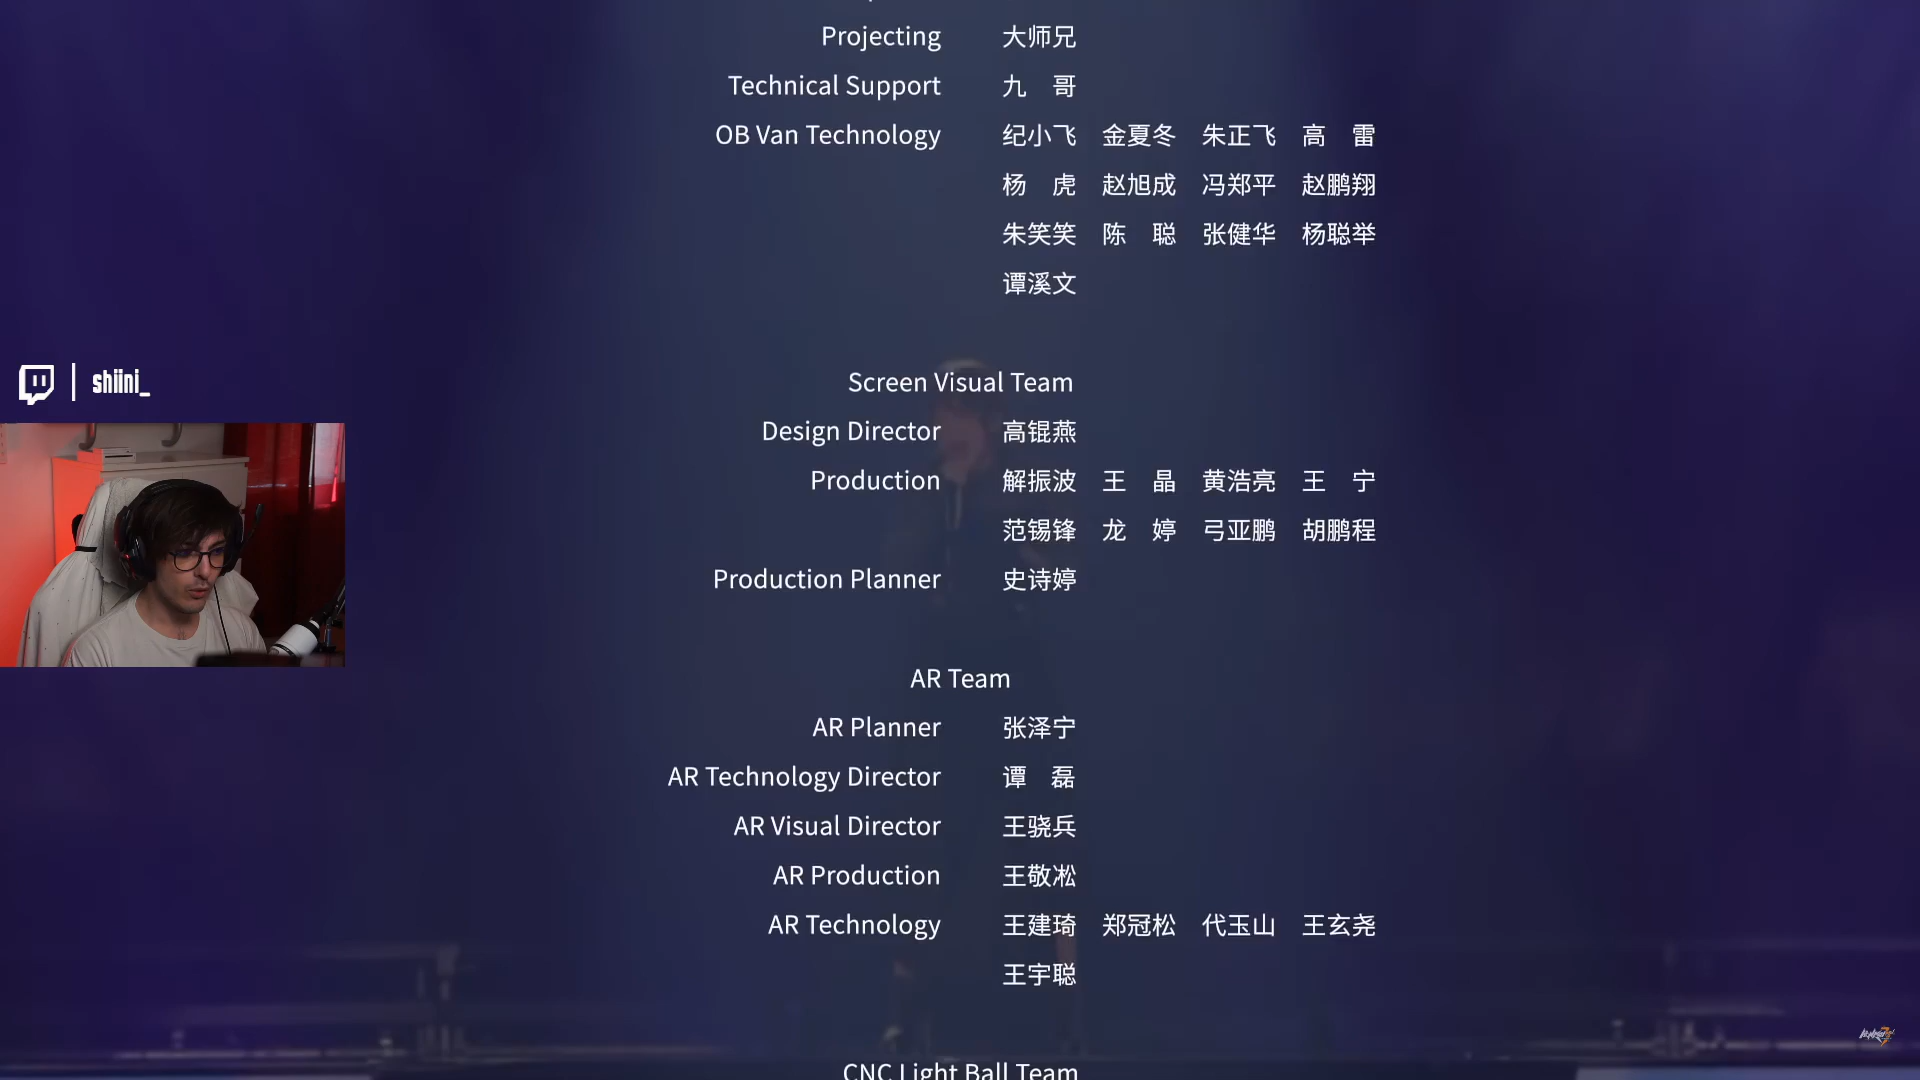 Projecting 大师兄
Technical Support 九 哥
OB Van Technology 纪小飞 金夏冬 朱正飞 高 雷
杨 虎 赵旭成 冯郑平 赵鹏翔
朱笑笑 陈 聪 张健华 杨聪举
谭溪文
shiini_
Screen Visual Team
Design Director 高锟燕
Production 解振波 王 晶 黄浩亮 王 宁
范锡锋 龙 婷 弓亚鹏 胡鹏程
Production Planner 史诗婷
AR Team
AR Planner 张泽宁
AR Technology Director 谭 磊
AR Visual Director 王骁兵
AR Production 王敬凇
AR Technology 王建琦 郑冠松 代玉山 王玄尧
王宇聪
CNC Light Ball Team